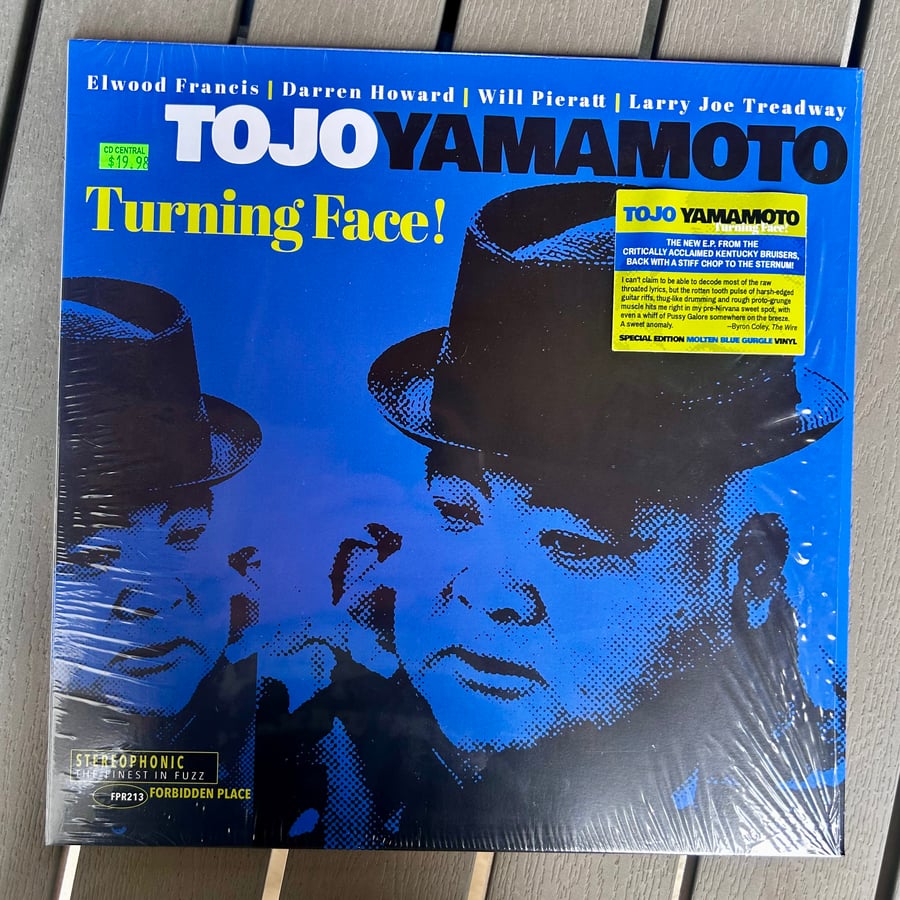 Elwood Francis | Darren Howard | Will Pieratt | Larry Joe Treadway
TOJO YAMAMOTO
CD CENTRAL
$19.98
Turning Face!
TOJO YAMAMOTO
Turning Face!
THE NEW E.P. FROM THE
CRITICALLY ACCLAIMED KENTUCKY BRUISERS,
BACK WITH A STIFF CHOP TO THE STERNUM!
I can't claim to be able to decode most of the raw
throated lyrics, but the rotten tooth pulse of harsh-edged
guitar riffs, thug-like drumming and rough proto-grunge
muscle hits me right in my pre-Nirvana sweet spot, with
even a whiff of Pussy Galore somewhere on the breeze.
A sweet anomaly. —Byron Coley, The Wire
SPECIAL EDITION MOLTEN BLUE GURGLE VINYL
STEREOPHONIC
THE FINEST IN FUZZ
FPR213 FORBIDDEN PLACE